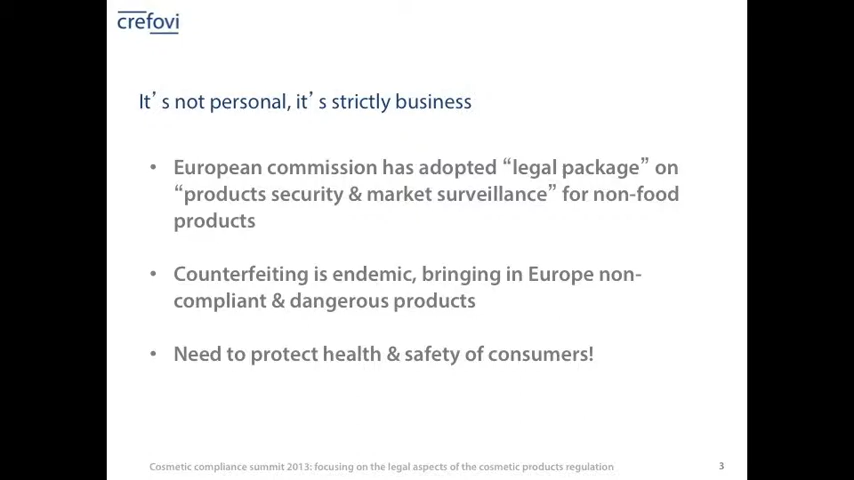 crefovi
It’s not personal, it’s strictly business
• European commission has adopted “legal package” on
“products security & market surveillance” for non-food
products
• Counterfeiting is endemic, bringing in Europe non-
compliant & dangerous products
• Need to protect health & safety of consumers!
Cosmetic compliance summit 2013: focusing on the legal aspects of the cosmetic products regulation
3